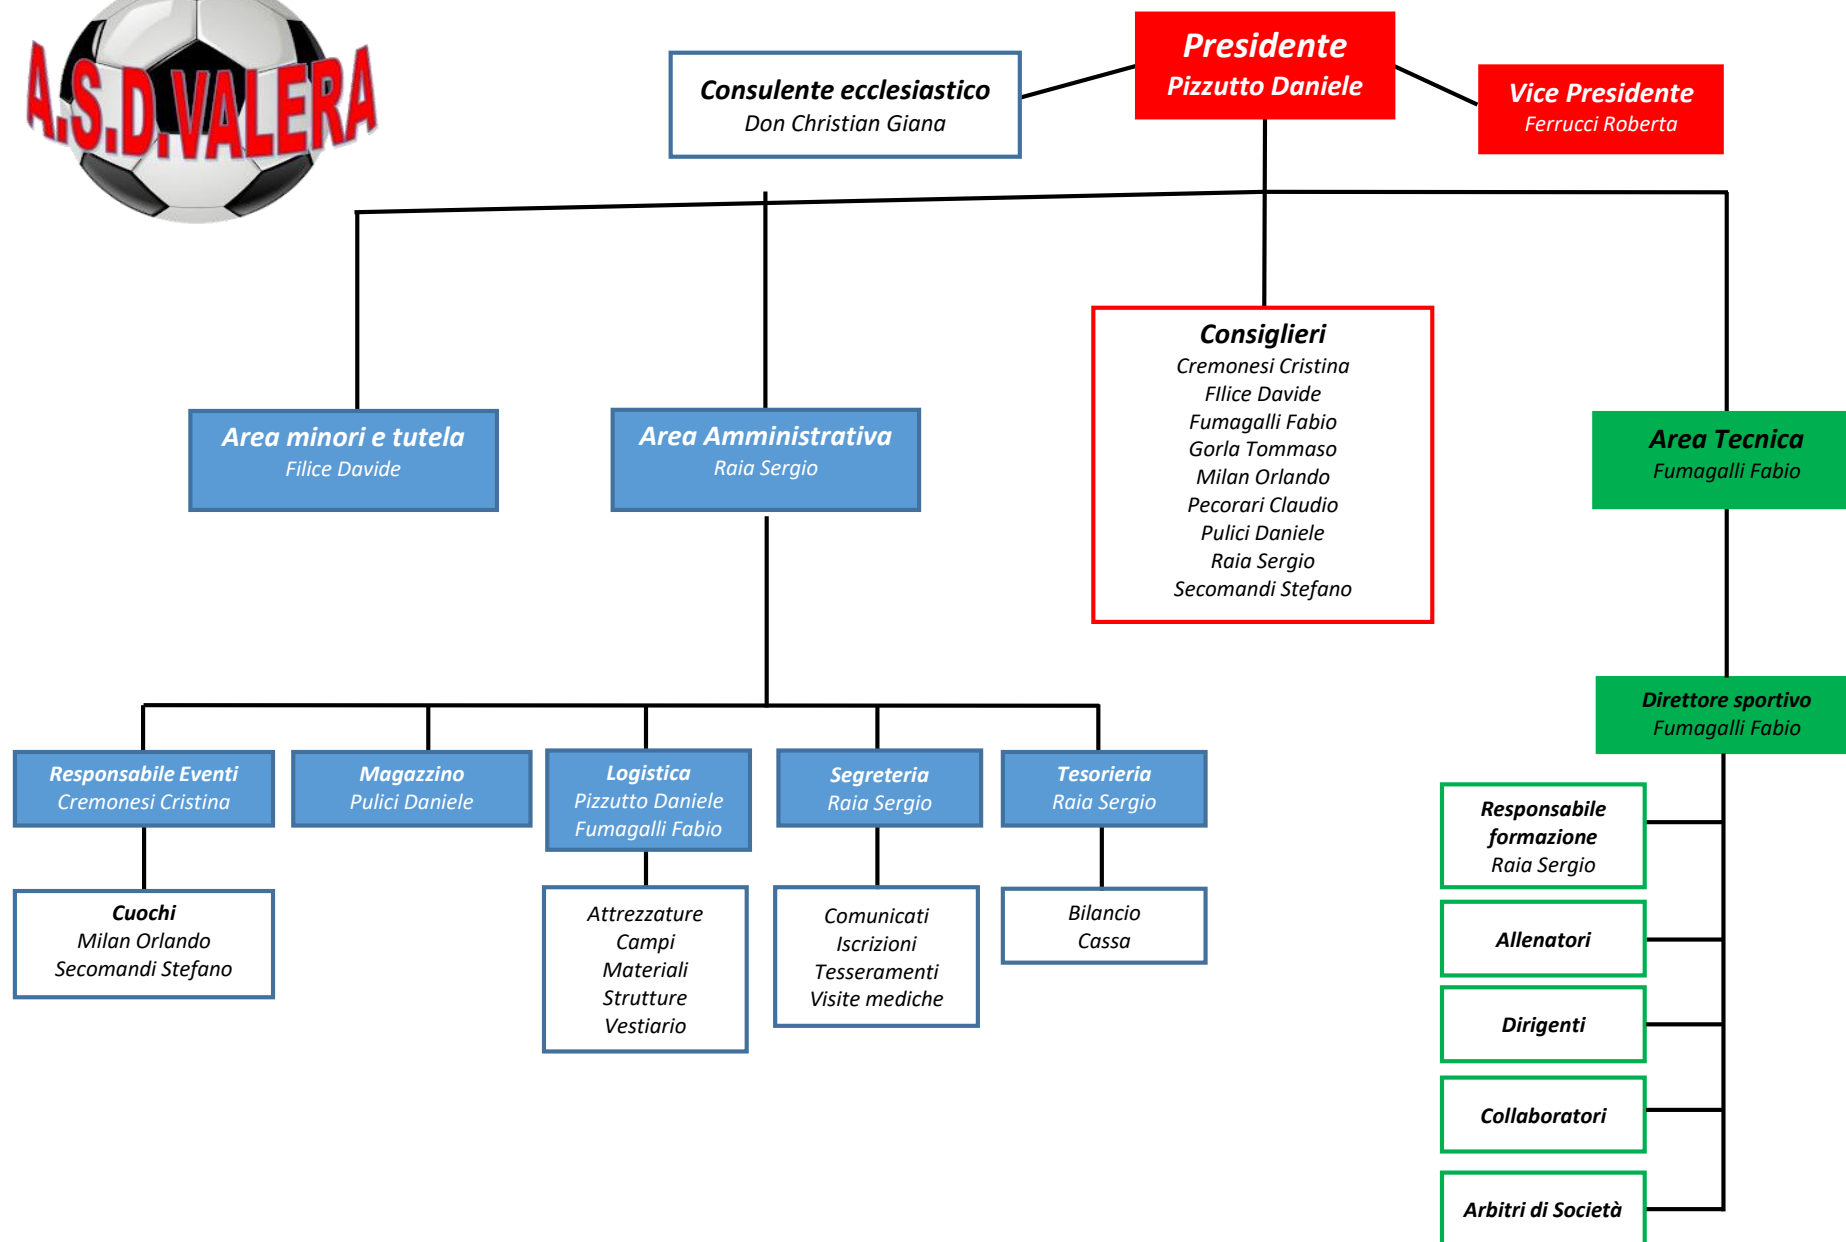 A.S.D.VALERA
Presidente
Pizzutto Daniele
Consulente ecclesiastico
Don Christian Giana
Vice Presidente
Ferrucci Roberta
Consiglieri
Cremonesi Cristina
FIlice Davide
Fumagalli Fabio
Gorla Tommaso
Milan Orlando
Pecorari Claudio
Pulici Daniele
Raia Sergio
Secomandi Stefano
Area minori e tutela
Filice Davide
Area Amministrativa
Raia Sergio
Area Tecnica
Fumagalli Fabio
Direttore sportivo
Fumagalli Fabio
Responsabile Eventi
Cremonesi Cristina
Magazzino
Pulici Daniele
Logistica
Pizzutto Daniele
Fumagalli Fabio
Segreteria
Raia Sergio
Tesorieria
Raia Sergio
Cuochi
Milan Orlando
Secomandi Stefano
Attrezzature
Campi
Materiali
Strutture
Vestiario
Comunicati
Iscrizioni
Tesseramenti
Visite mediche
Bilancio
Cassa
Responsabile
formazione
Raia Sergio
Allenatori
Dirigenti
Collaboratori
Arbitri di Società